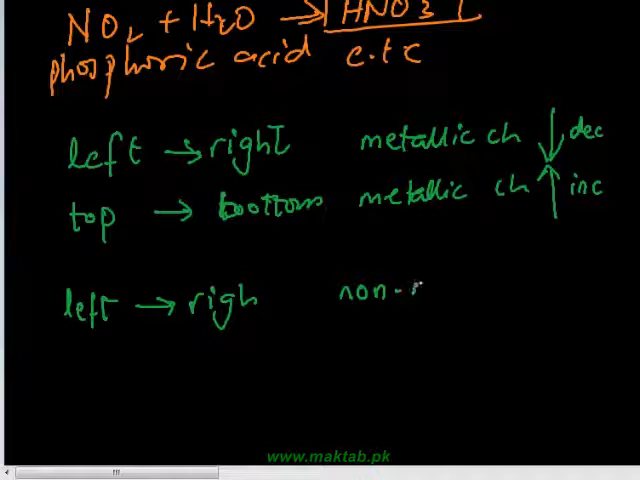 NO2 + H2O → HNO3
phosphoric acid e.t c
left → right metallic ch ↓ dec
top → bottom metallic ch ↑ inc
left → righ non-
www.maktab.pk